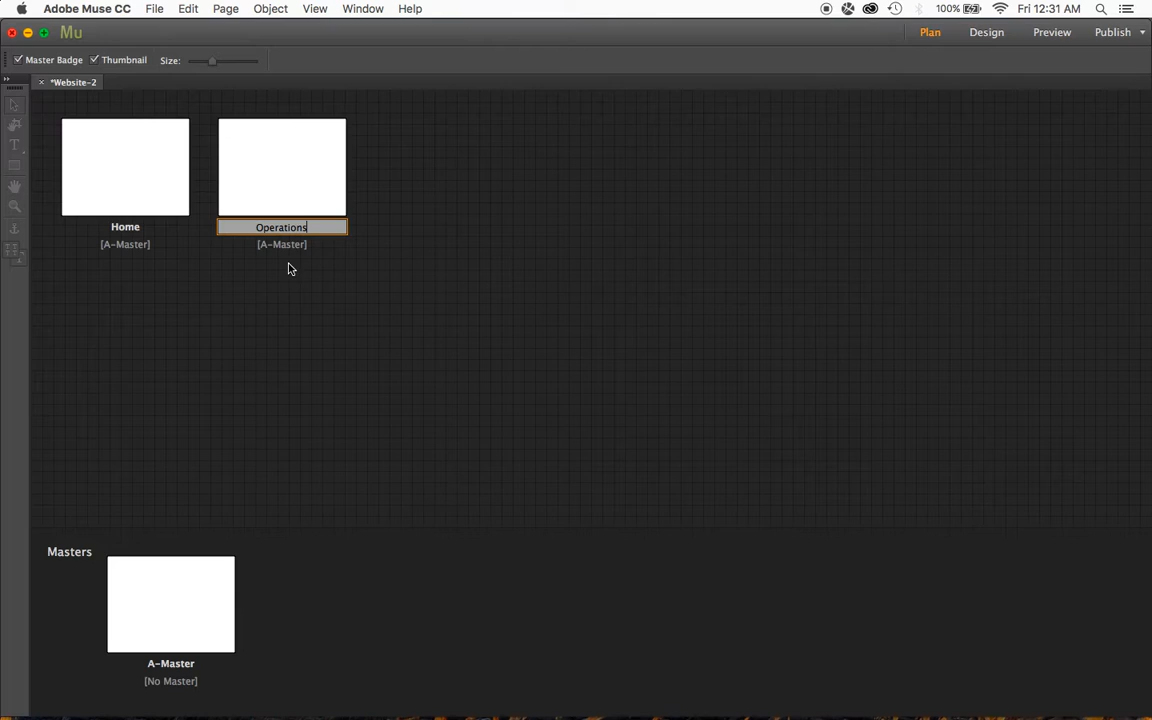 Adobe Muse CC File Edit Page Object View Window Help 100% Fri 12:31 AM
Mu Plan Design Preview Publish
Master Badge Thumbnail Size:
*Website-2
Home Operations
[A-Master] [A-Master]
Masters
A-Master
[No Master]